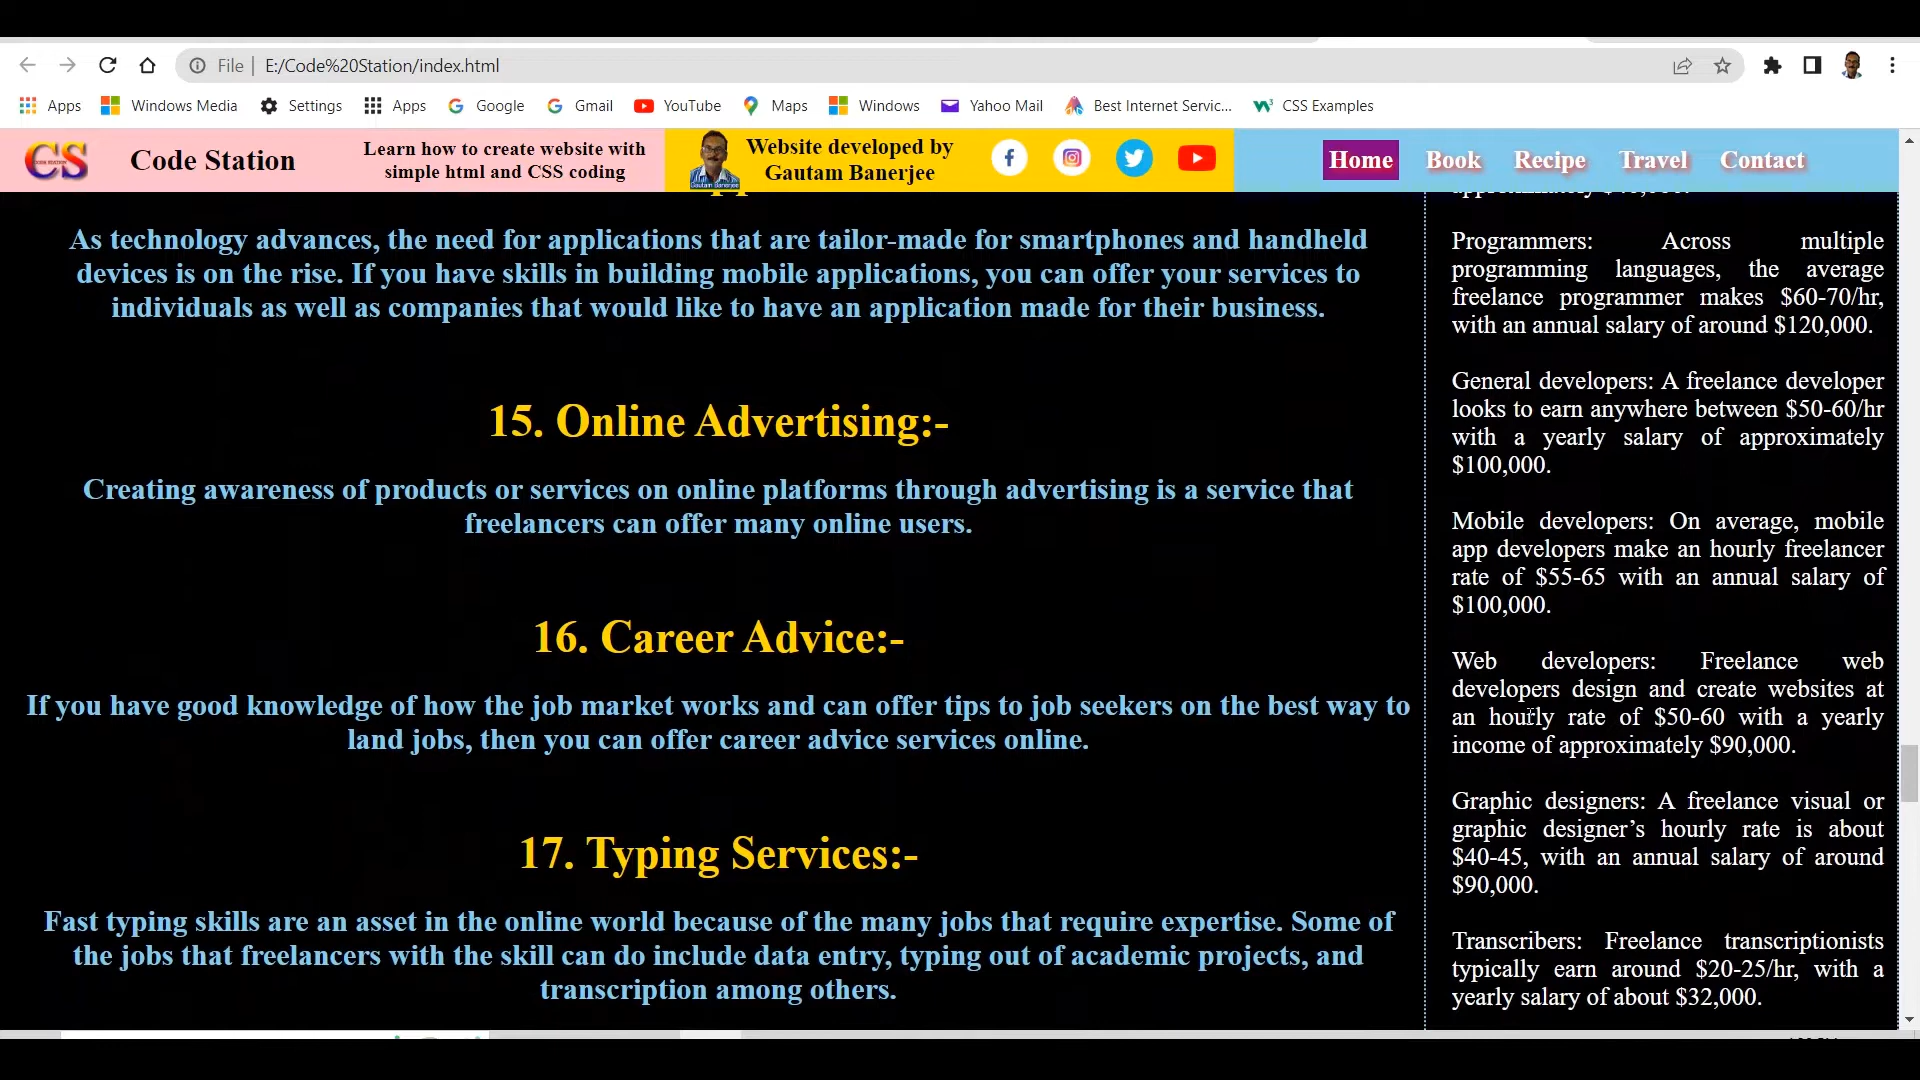 File | E:/Code%20Station/index.html
Apps Windows Media Settings Apps Google Gmail YouTube Maps Windows Yahoo Mail Best Internet Servic... CSS Examples
CS
Code Station
Learn how to create website with
simple html and CSS coding
Gautam Banerjee
Website developed by
Gautam Banerjee
Home Book Recipe Travel Contact
As technology advances, the need for applications that are tailor-made for smartphones and handheld
devices is on the rise. If you have skills in building mobile applications, you can offer your services to
individuals as well as companies that would like to have an application made for their business.
15. Online Advertising:-
Creating awareness of products or services on online platforms through advertising is a service that
freelancers can offer many online users.
16. Career Advice:-
If you have good knowledge of how the job market works and can offer tips to job seekers on the best way to
land jobs, then you can offer career advice services online.
17. Typing Services:-
Fast typing skills are an asset in the online world because of the many jobs that require expertise. Some of
the jobs that freelancers with the skill can do include data entry, typing out of academic projects, and
transcription among others.
Programmers: Across multiple
programming languages, the average
freelance programmer makes $60-70/hr,
with an annual salary of around $120,000.
General developers: A freelance developer
looks to earn anywhere between $50-60/hr
with a yearly salary of approximately
$100,000.
Mobile developers: On average, mobile
app developers make an hourly freelancer
rate of $55-65 with an annual salary of
$100,000.
Web developers: Freelance web
developers design and create websites at
an hourly rate of $50-60 with a yearly
income of approximately $90,000.
Graphic designers: A freelance visual or
graphic designer’s hourly rate is about
$40-45, with an annual salary of around
$90,000.
Transcribers: Freelance transcriptionists
typically earn around $20-25/hr, with a
yearly salary of about $32,000.